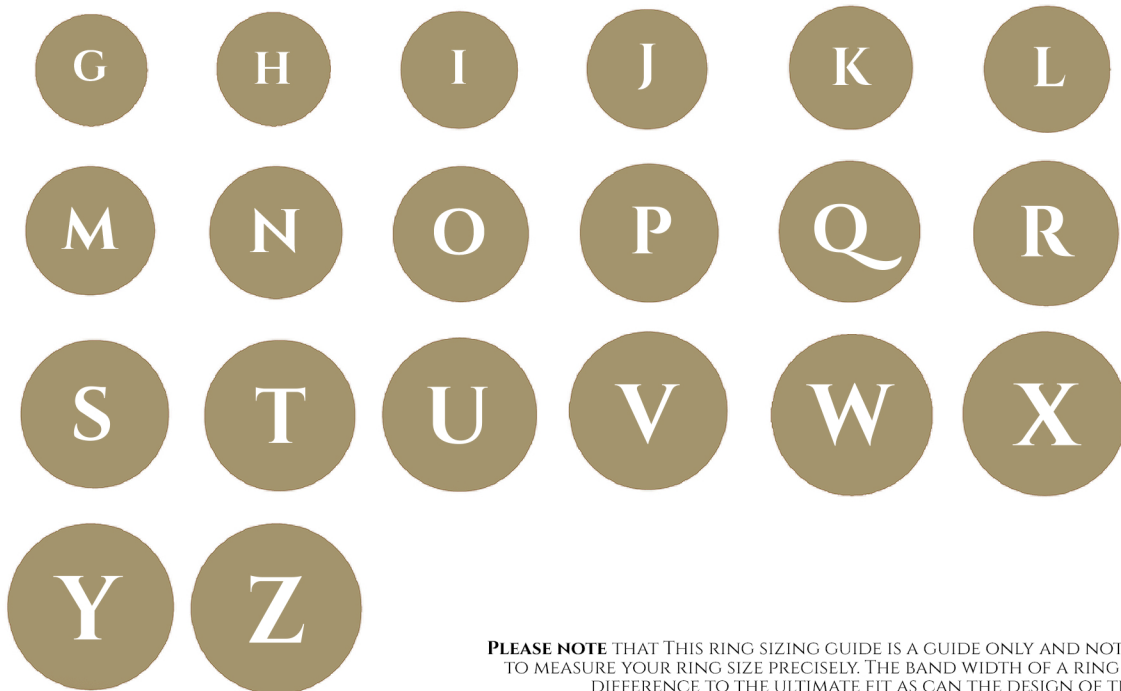 G H I J K L
M N O P Q R
S T U V W X
Y Z
PLEASE NOTE THAT THIS RING SIZING GUIDE IS A GUIDE ONLY AND NOT
TO MEASURE YOUR RING SIZE PRECISELY. THE BAND WIDTH OF A RING
DIFFERENCE TO THE ULTIMATE FIT AS CAN THE DESIGN OF